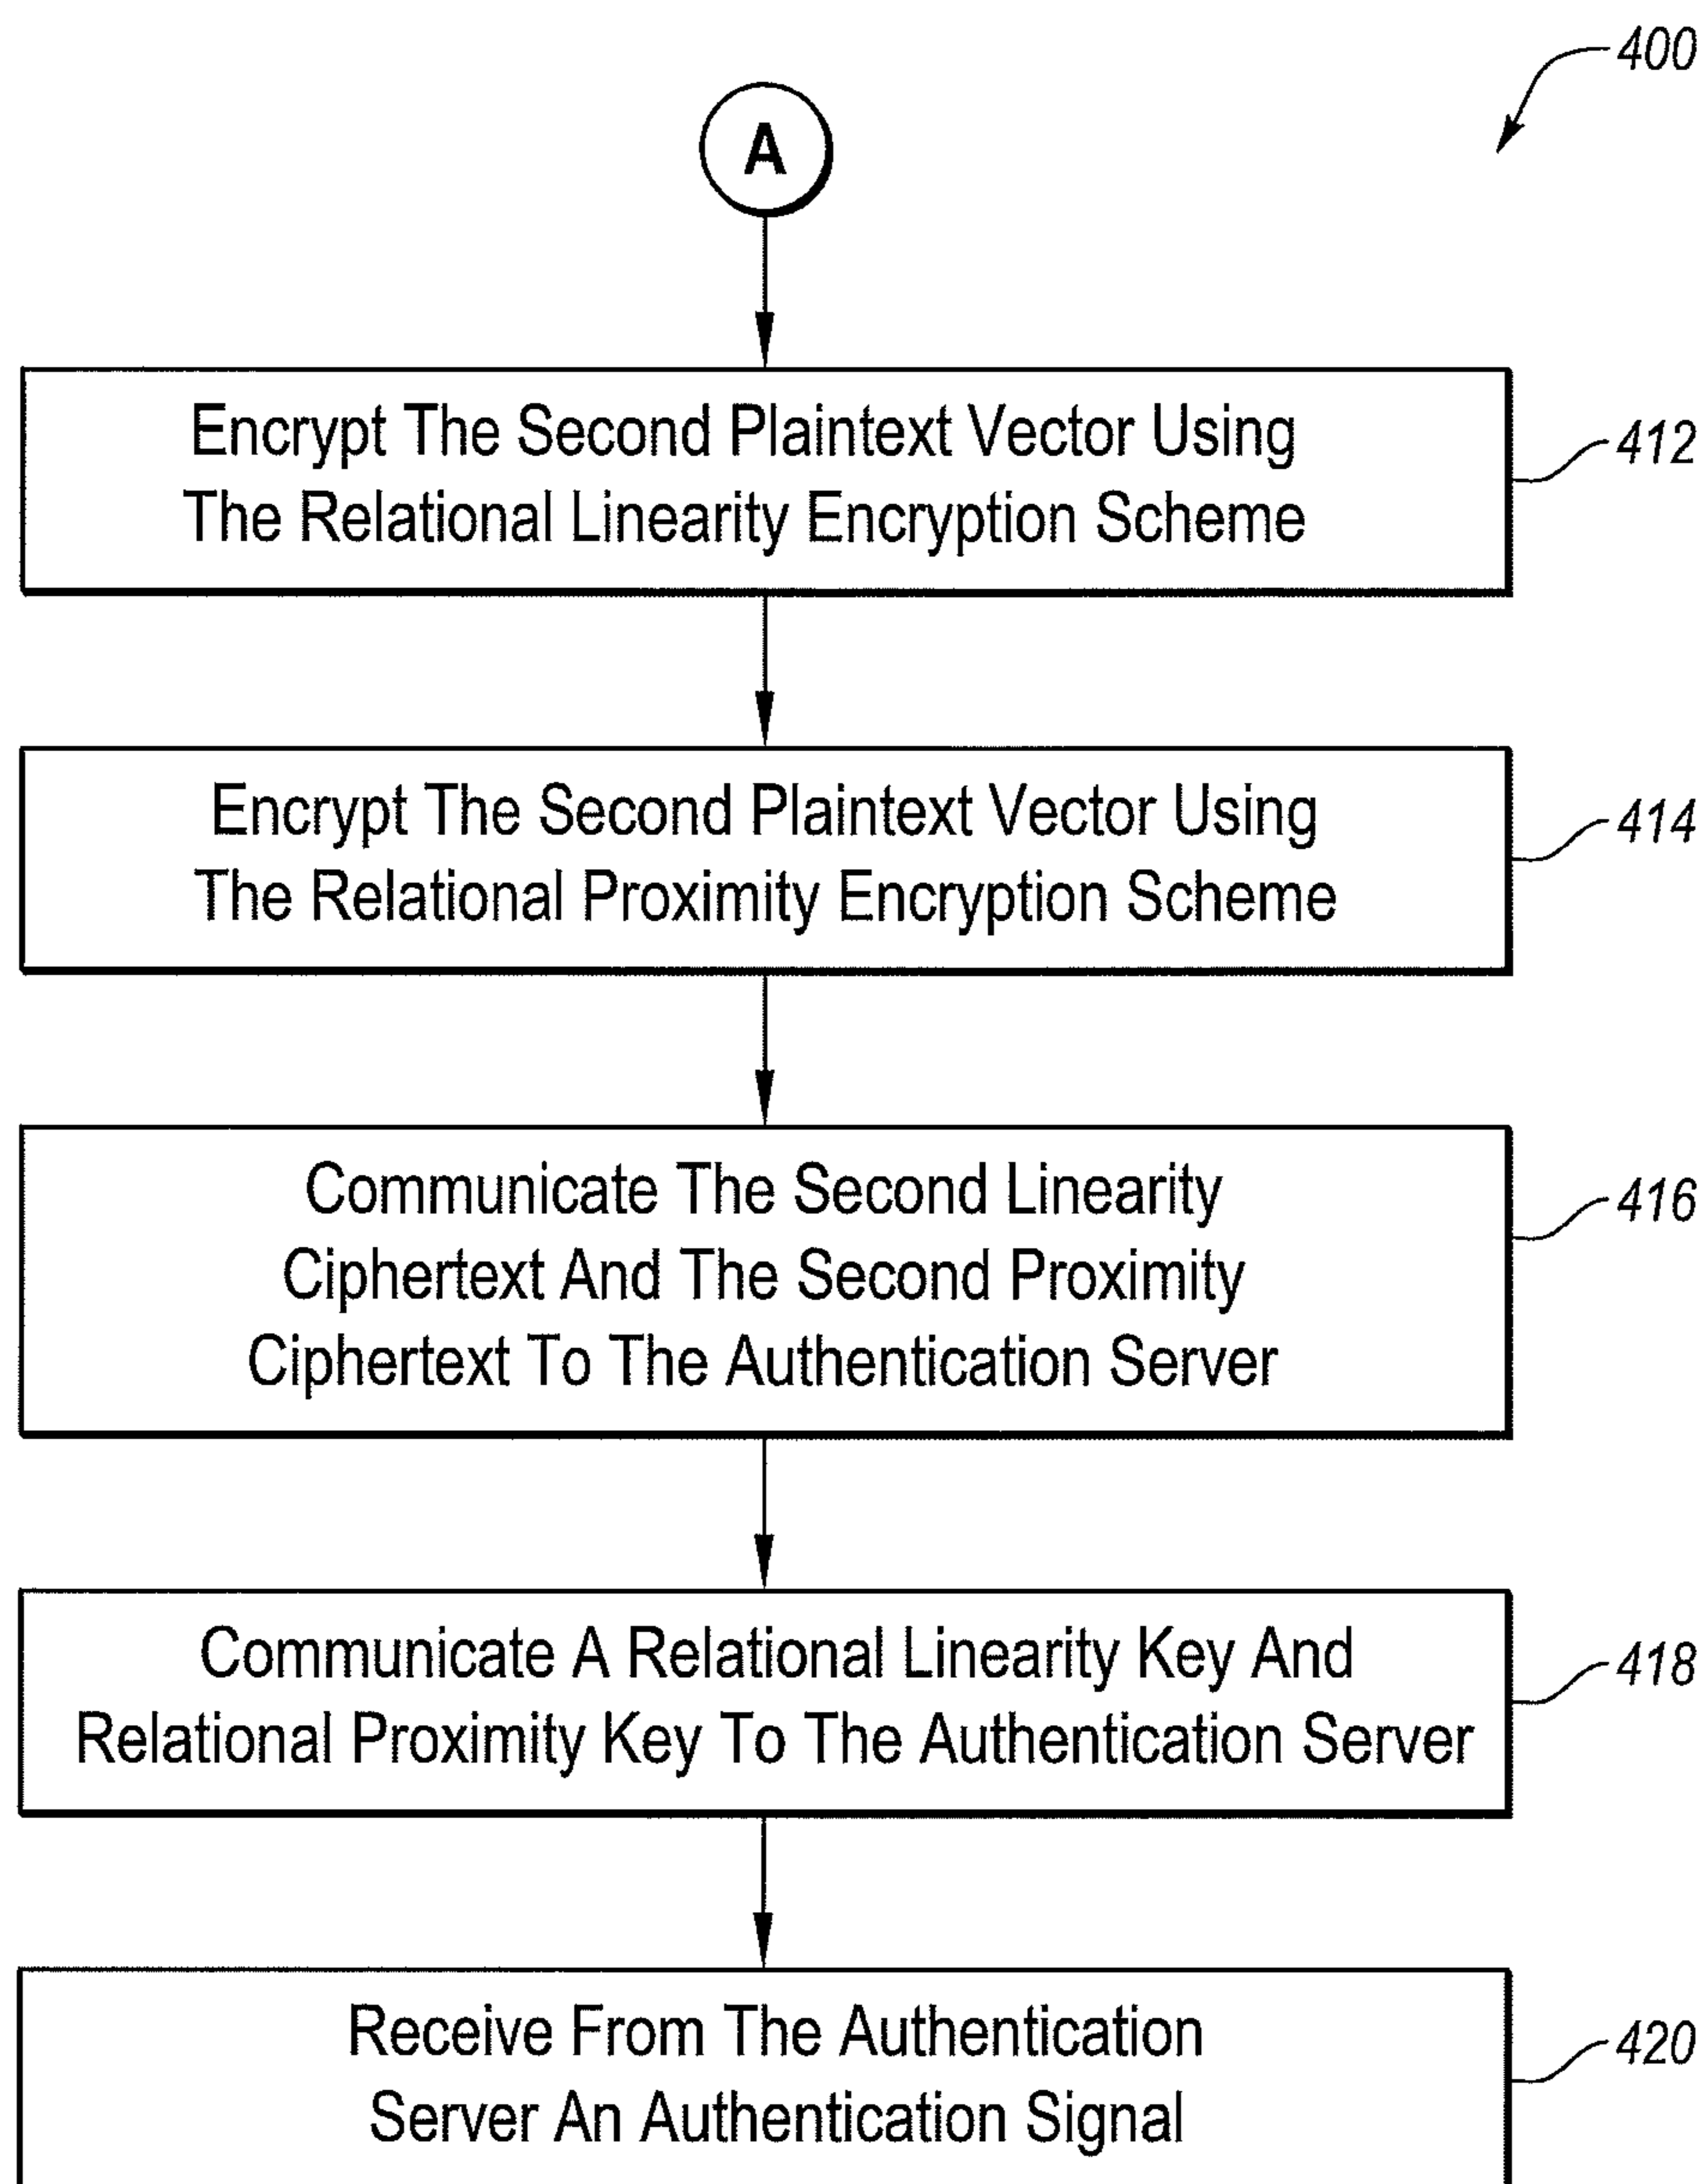 400
A
Encrypt The Second Plaintext Vector Using
The Relational Linearity Encryption Scheme
412
Encrypt The Second Plaintext Vector Using
The Relational Proximity Encryption Scheme
414
Communicate The Second Linearity
Ciphertext And The Second Proximity
Ciphertext To The Authentication Server
416
Communicate A Relational Linearity Key And
Relational Proximity Key To The Authentication Server
418
Receive From The Authentication
Server An Authentication Signal
420